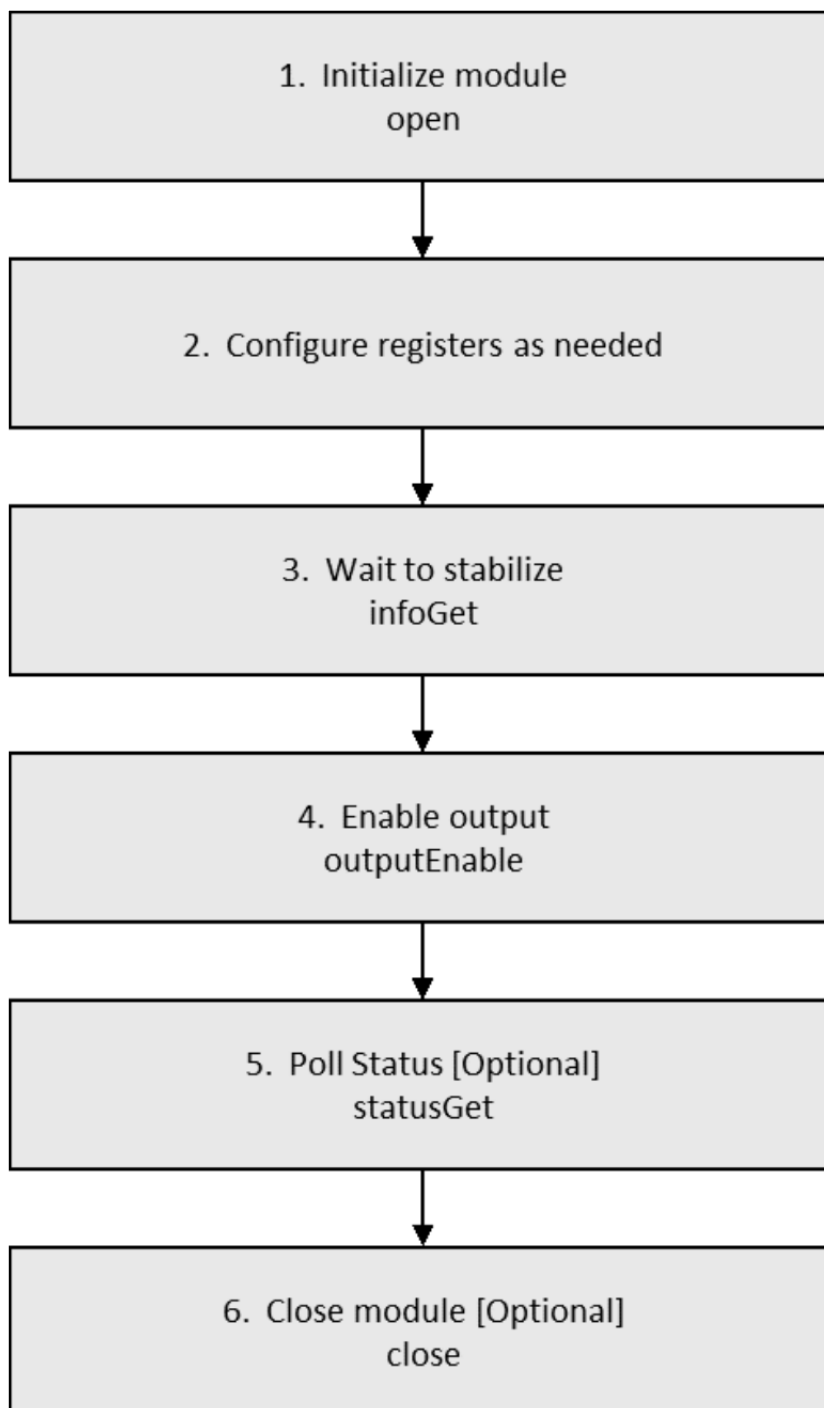 1. Initialize module
open
2. Configure registers as needed
3. Wait to stabilize
infoGet
4. Enable output
outputEnable
5. Poll Status [Optional]
statusGet
6. Close module [Optional]
close